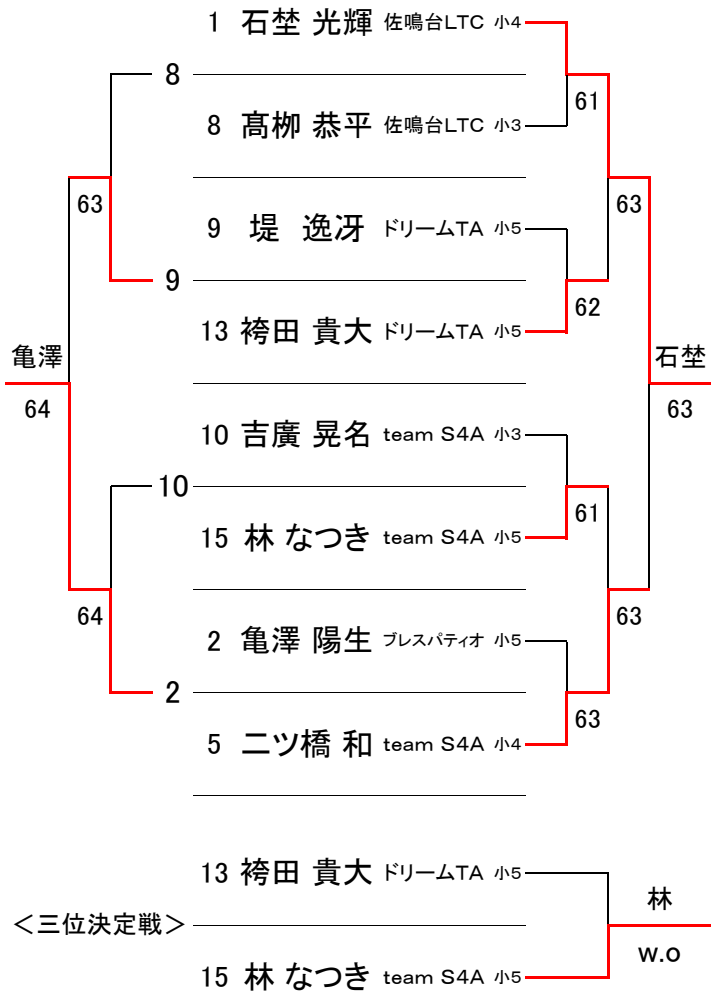 1 石埜 光輝 佐鳴台LTC 小4
8
61
8 髙栁 恭平 佐鳴台LTC 小3
63
63
9 堤 逸冴 ドリームTA 小5
9
62
13 袴田 貴大 ドリームTA 小5
亀澤
石埜
64
63
10 吉廣 晃名 team S4A 小3
10
61
15 林 なつき team S4A 小5
64
63
2 亀澤 陽生 ブレスパティオ 小5
2
63
5 二ツ橋 和 team S4A 小4
13 袴田 貴大 ドリームTA 小5
林
＜三位決定戦＞
w.o
15 林 なつき team S4A 小5